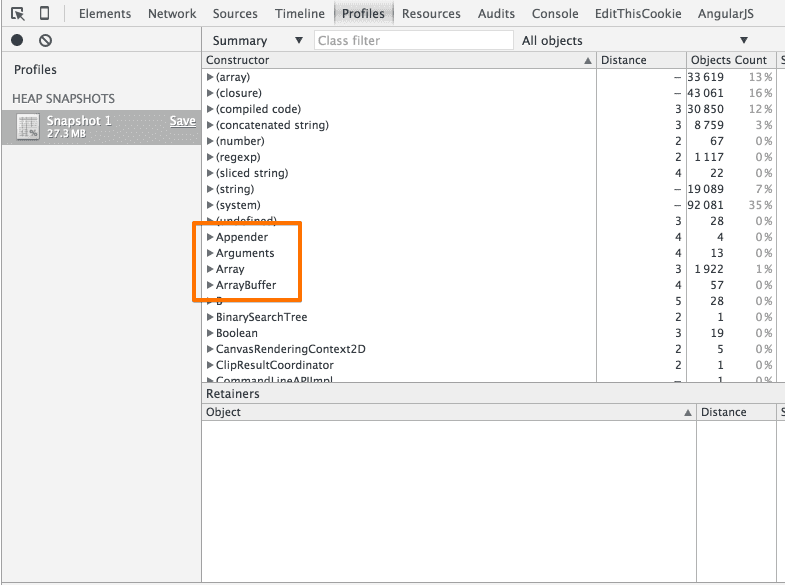 Elements Network Sources Timeline Profiles Resources Audits Console EditThisCookie AngularJS
Summary ▼ Class filter All objects ▼
Profiles
HEAP SNAPSHOTS
Snapshot 1 Save
27.3 MB
Constructor ▲ Distance Objects Count S
(array) – 33 619 13 %
(closure) – 43 061 16 %
(compiled code) 3 30 850 12 %
(concatenated string) 3 8 759 3 %
(number) 2 67 0 %
(regexp) 2 1 117 0 %
(sliced string) 4 22 0 %
(string) – 19 089 7 %
(system) – 92 081 35 %
(undefined) 3 28 0 %
Appender 4 4 0 %
Arguments 4 13 0 %
Array 3 1 922 1 %
ArrayBuffer 4 57 0 %
B 5 28 0 %
BinarySearchTree 2 1 0 %
Boolean 3 19 0 %
CanvasRenderingContext2D 2 5 0 %
ClipResultCoordinator 2 1 0 %
CommandLineAPIImpl – 1 0 %
Retainers
Object ▲ Distance S